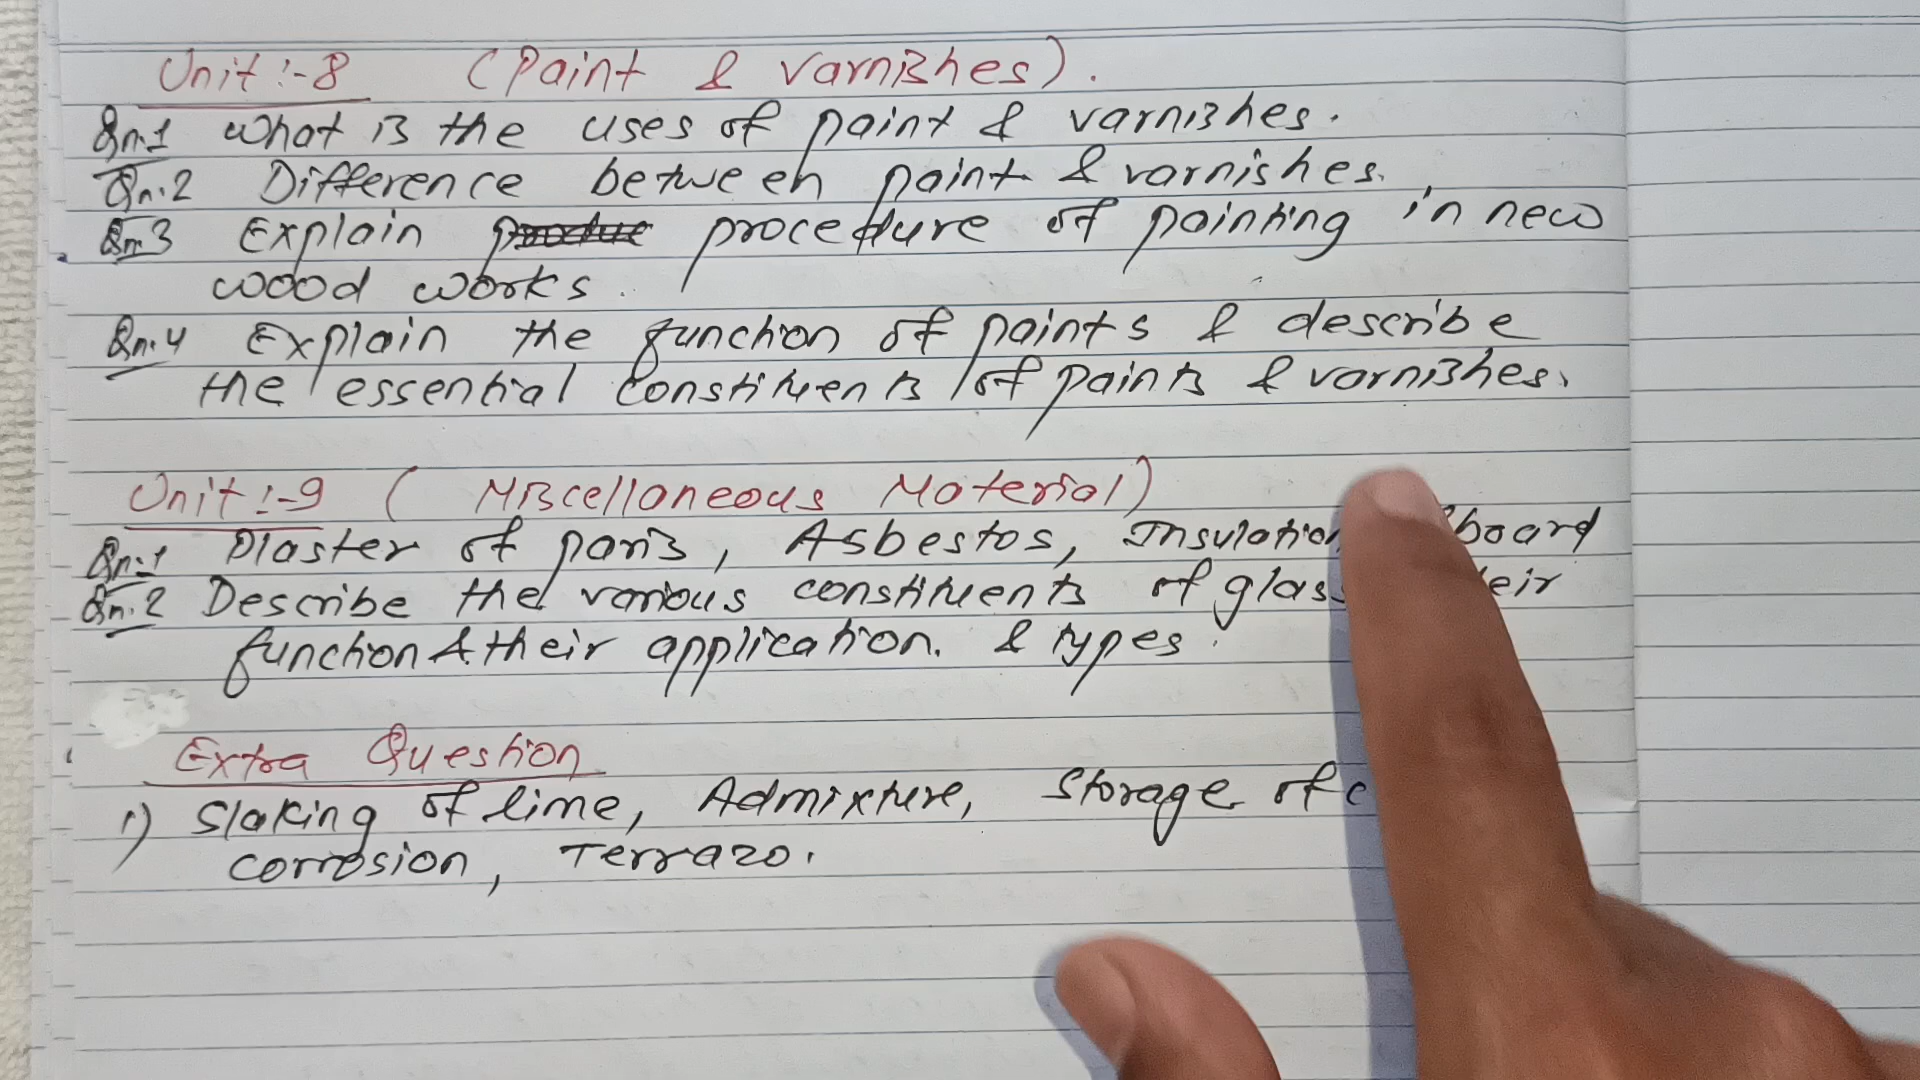 Unit :- 8 (Paint & varnishes).
Qn.1 What is the uses of paint & varnishes.
Qn.2 Difference between paint & varnishes.
Qn.3 Explain procedure of painting in new
wood works.
Qn.4 Explain the function of paints & describe
the essential constituents of paints & varnishes.
Unit :- 9 (Miscellaneous Material)
Qn.1 Plaster of paris, Asbestos, Insulation board
Qn.2 Describe the various constituents of glass
function & their application. & types.
Extra Question
1) Slaking of lime, Admixture, Storage of
corrosion, Terrazo.